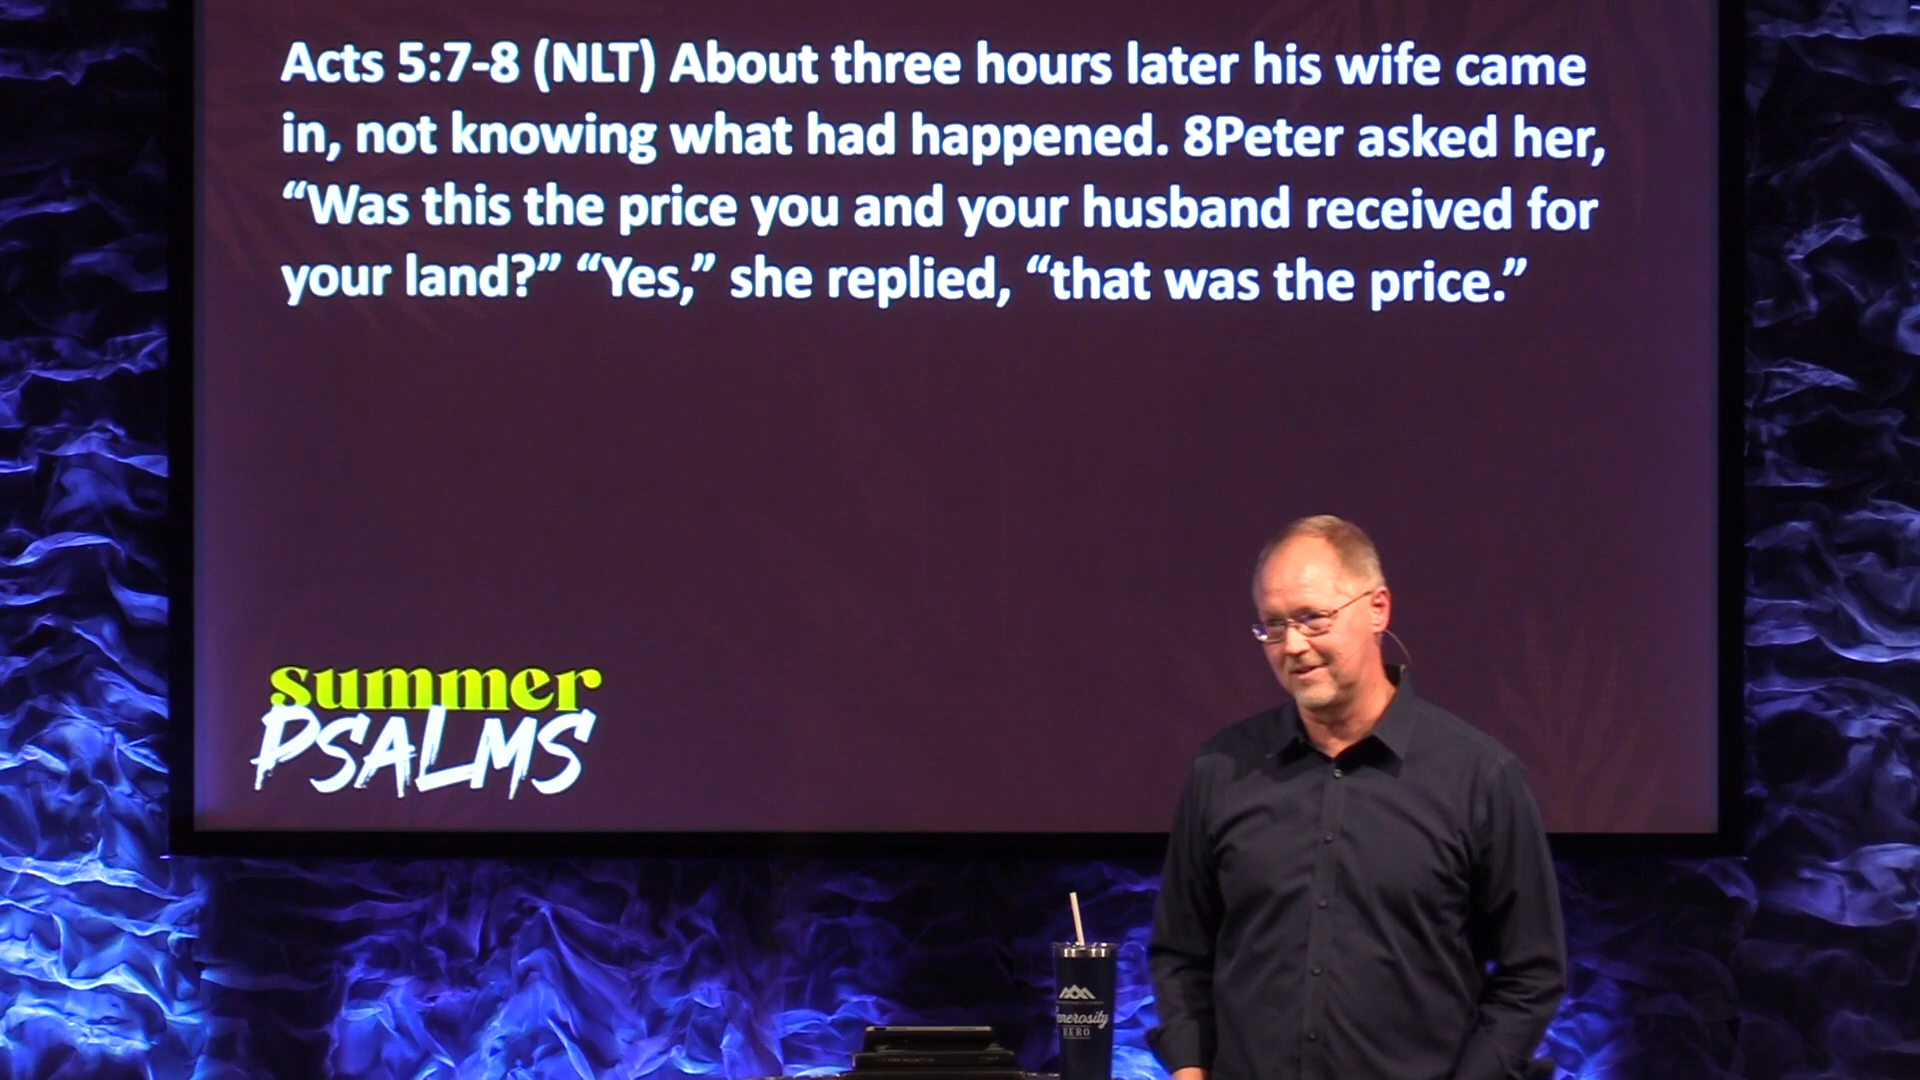 Acts 5:7-8 (NLT) About three hours later his wife came
in, not knowing what had happened. 8Peter asked her,
“Was this the price you and your husband received for
your land?” “Yes,” she replied, “that was the price.”
summer
PSALMS
HERO